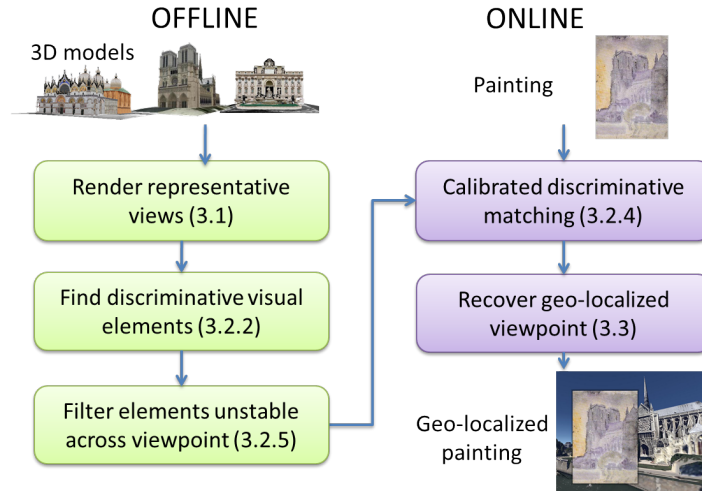 OFFLINE
3D models
Render representative
views (3.1)
Find discriminative visual
elements (3.2.2)
Filter elements unstable
across viewpoint (3.2.5)
ONLINE
Painting
Calibrated discriminative
matching (3.2.4)
Recover geo-localized
viewpoint (3.3)
Geo-localized
painting